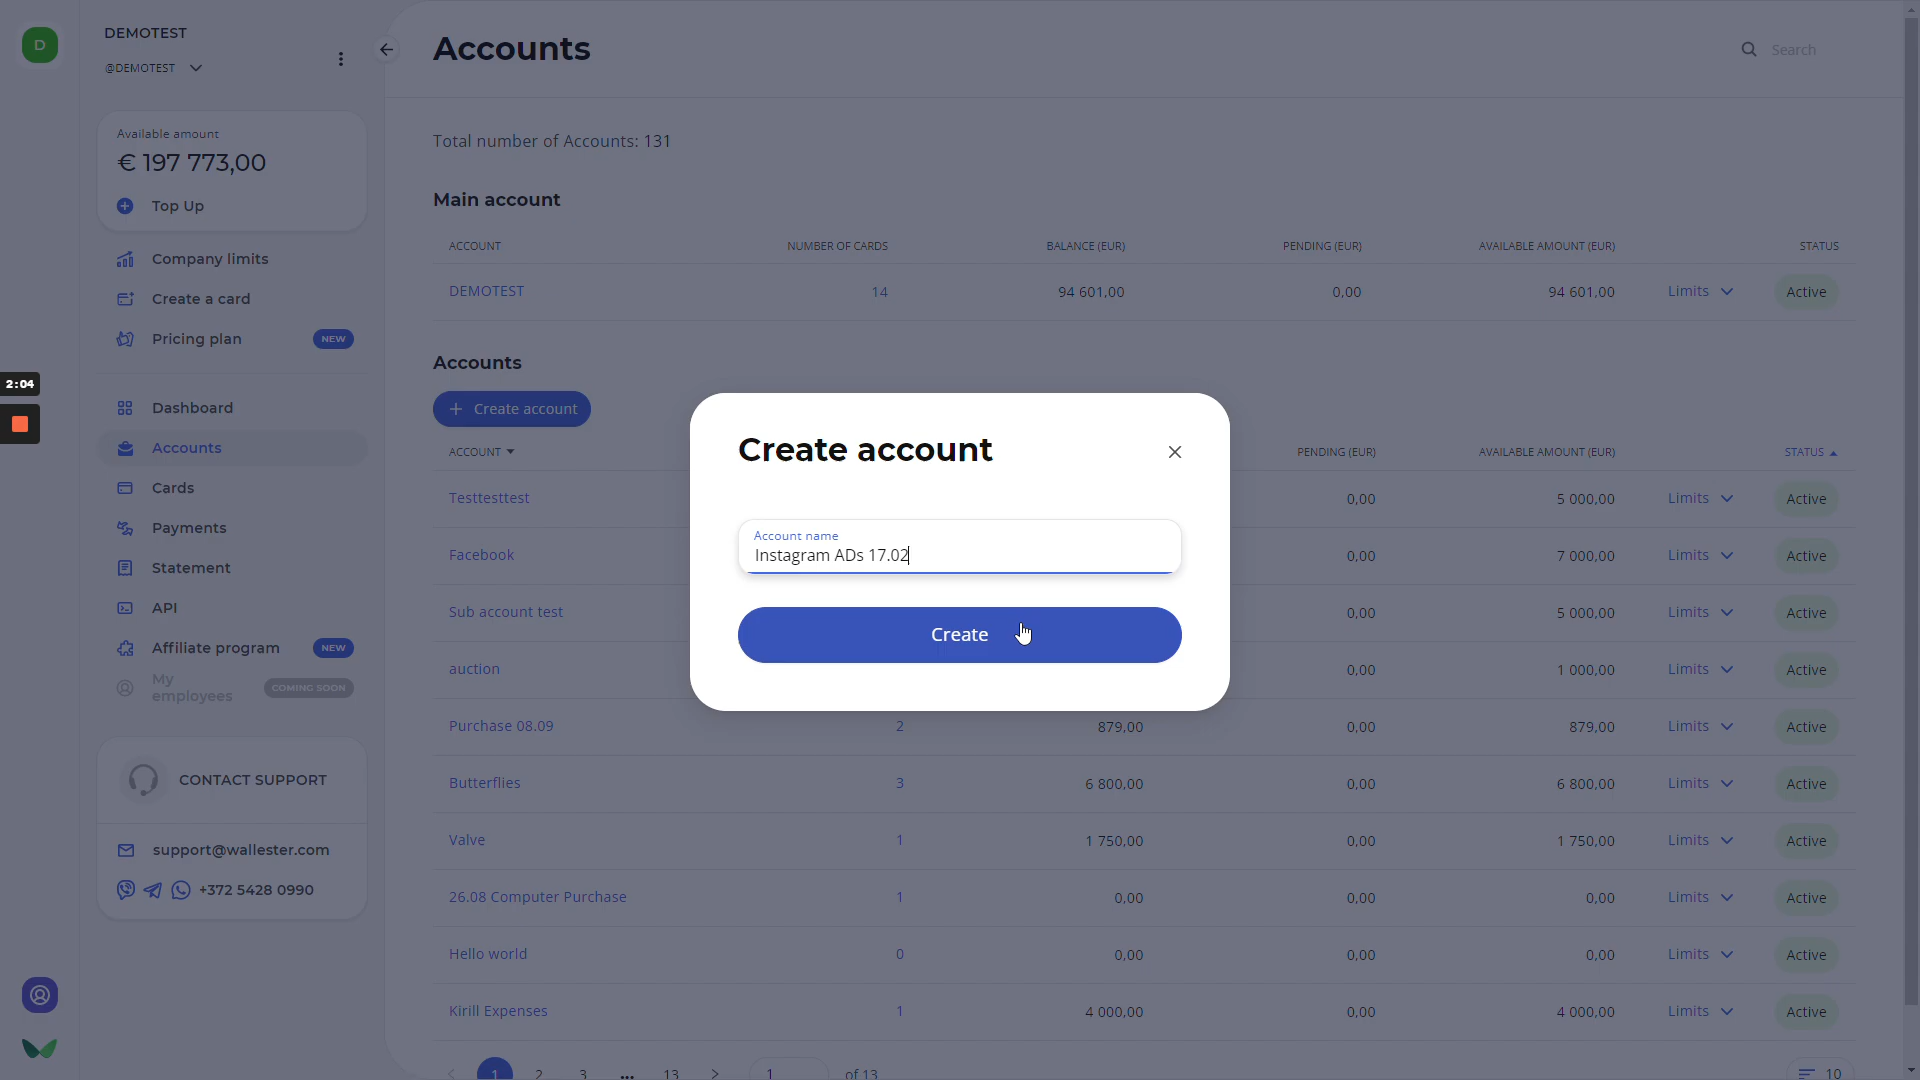 D
DEMOTEST
@DEMOTEST
Available amount
€ 197 773,00
Top Up
Company limits
Create a card
Pricing plan NEW
2:04
Dashboard
Accounts
Cards
Payments
Statement
API
Affiliate program NEW
My employees COMING SOON
CONTACT SUPPORT
support@wallester.com
+372 5428 0990
Accounts
Search
Total number of Accounts: 131
Main account
ACCOUNT NUMBER OF CARDS BALANCE (EUR) PENDING (EUR) AVAILABLE AMOUNT (EUR) STATUS
DEMOTEST 14 94 601,00 0,00 94 601,00 Limits Active
Accounts
+ Create account
ACCOUNT PENDING (EUR) AVAILABLE AMOUNT (EUR) STATUS
Testtesttest 0,00 5 000,00 Limits Active
Facebook 0,00 7 000,00 Limits Active
Sub account test 0,00 5 000,00 Limits Active
auction 0,00 1 000,00 Limits Active
Purchase 08.09 2 879,00 0,00 879,00 Limits Active
Butterflies 3 6 800,00 0,00 6 800,00 Limits Active
Valve 1 1 750,00 0,00 1 750,00 Limits Active
26.08 Computer Purchase 1 0,00 0,00 0,00 Limits Active
Hello world 0 0,00 0,00 0,00 Limits Active
Kirill Expenses 1 4 000,00 0,00 4 000,00 Limits Active
1 2 3 ... 13 1 of 13 10
Create account
Account name
Instagram ADs 17.02
Create